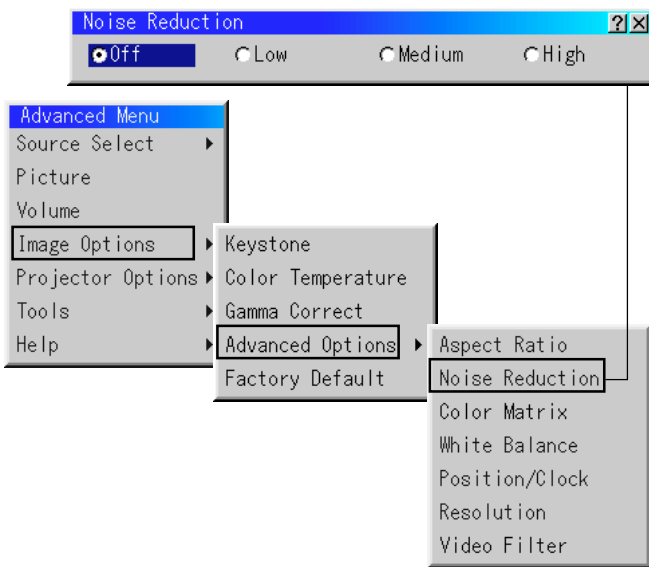 Noise Reduction ? ×
Off Low Medium High
Advanced Menu
Source Select
Picture
Volume
Image Options
Projector Options
Tools
Help
Keystone
Color Temperature
Gamma Correct
Advanced Options
Factory Default
Aspect Ratio
Noise Reduction
Color Matrix
White Balance
Position/Clock
Resolution
Video Filter